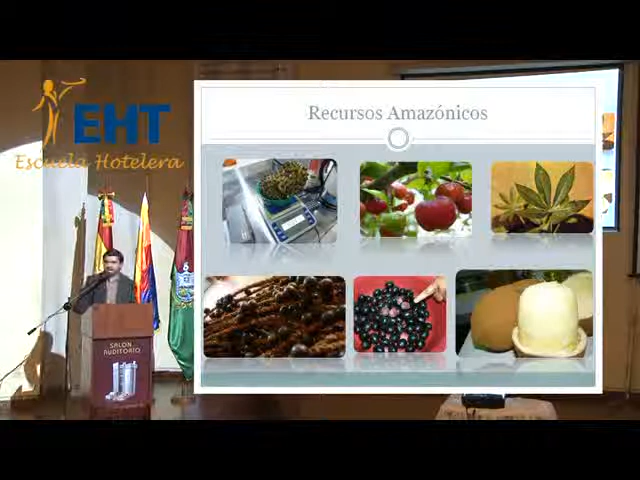 EHT
Escuela Hotelera
Recursos Amazónicos
SALON
AUDITORIO